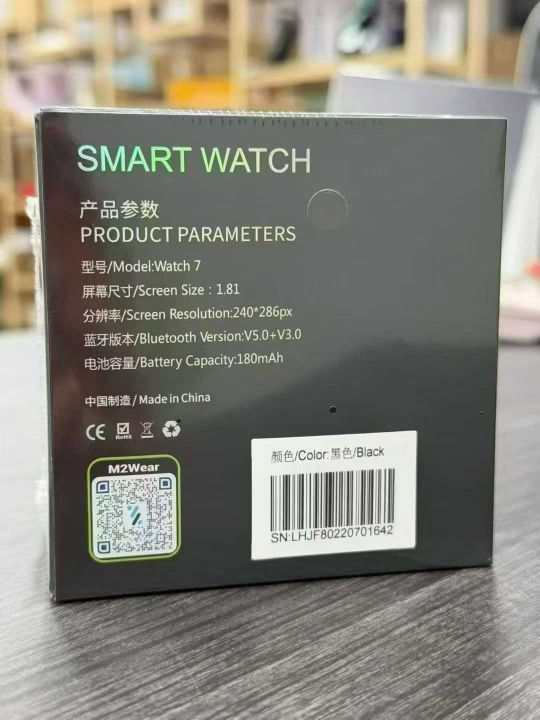 SMART WATCH
产品参数
PRODUCT PARAMETERS
型号/Model:Watch 7
屏幕尺寸/Screen Size：1.81
分辨率/Screen Resolution:240*286px
蓝牙版本/Bluetooth Version:V5.0+V3.0
电池容量/Battery Capacity:180mAh
中国制造/Made in China
CE RoHS
M2Wear
颜色/Color:黑色/Black
SN:LHJF80220701642